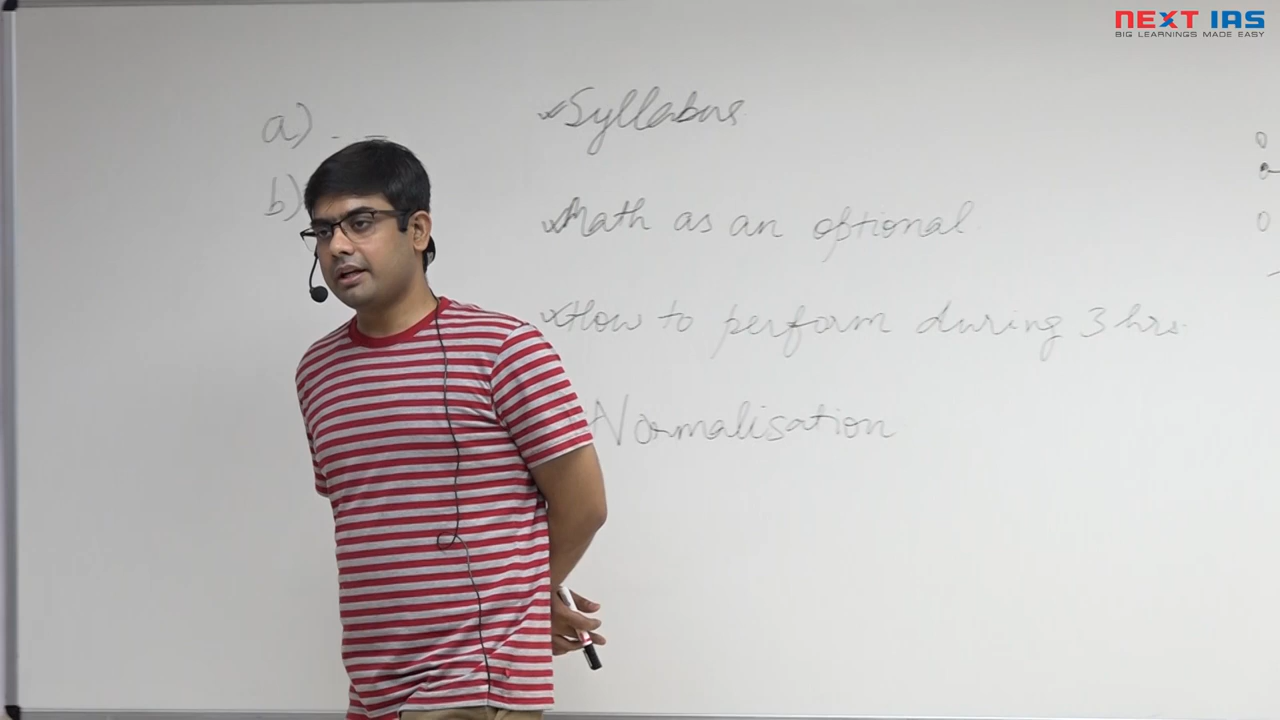 NEXT IAS
BIG LEARNINGS MADE EASY
a)
b)
Syllabus
Math as an optional
How to perform during 3 hrs.
Normalisation